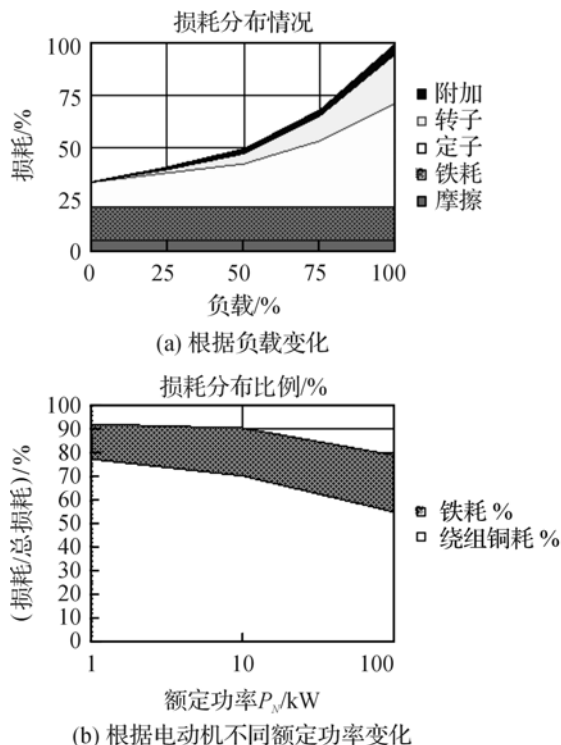 损耗分布情况
损耗/%
100
75
50
25
0
0 25 50 75 100
负载/%
附加
转子
定子
铁耗
摩擦
(a) 根据负载变化
损耗分布比例/%
(损耗/总损耗)/%
100
90
80
70
60
50
40
30
20
10
0
1 10 100
额定功率P_N/kW
铁耗 %
绕组铜耗 %
(b) 根据电动机不同额定功率变化